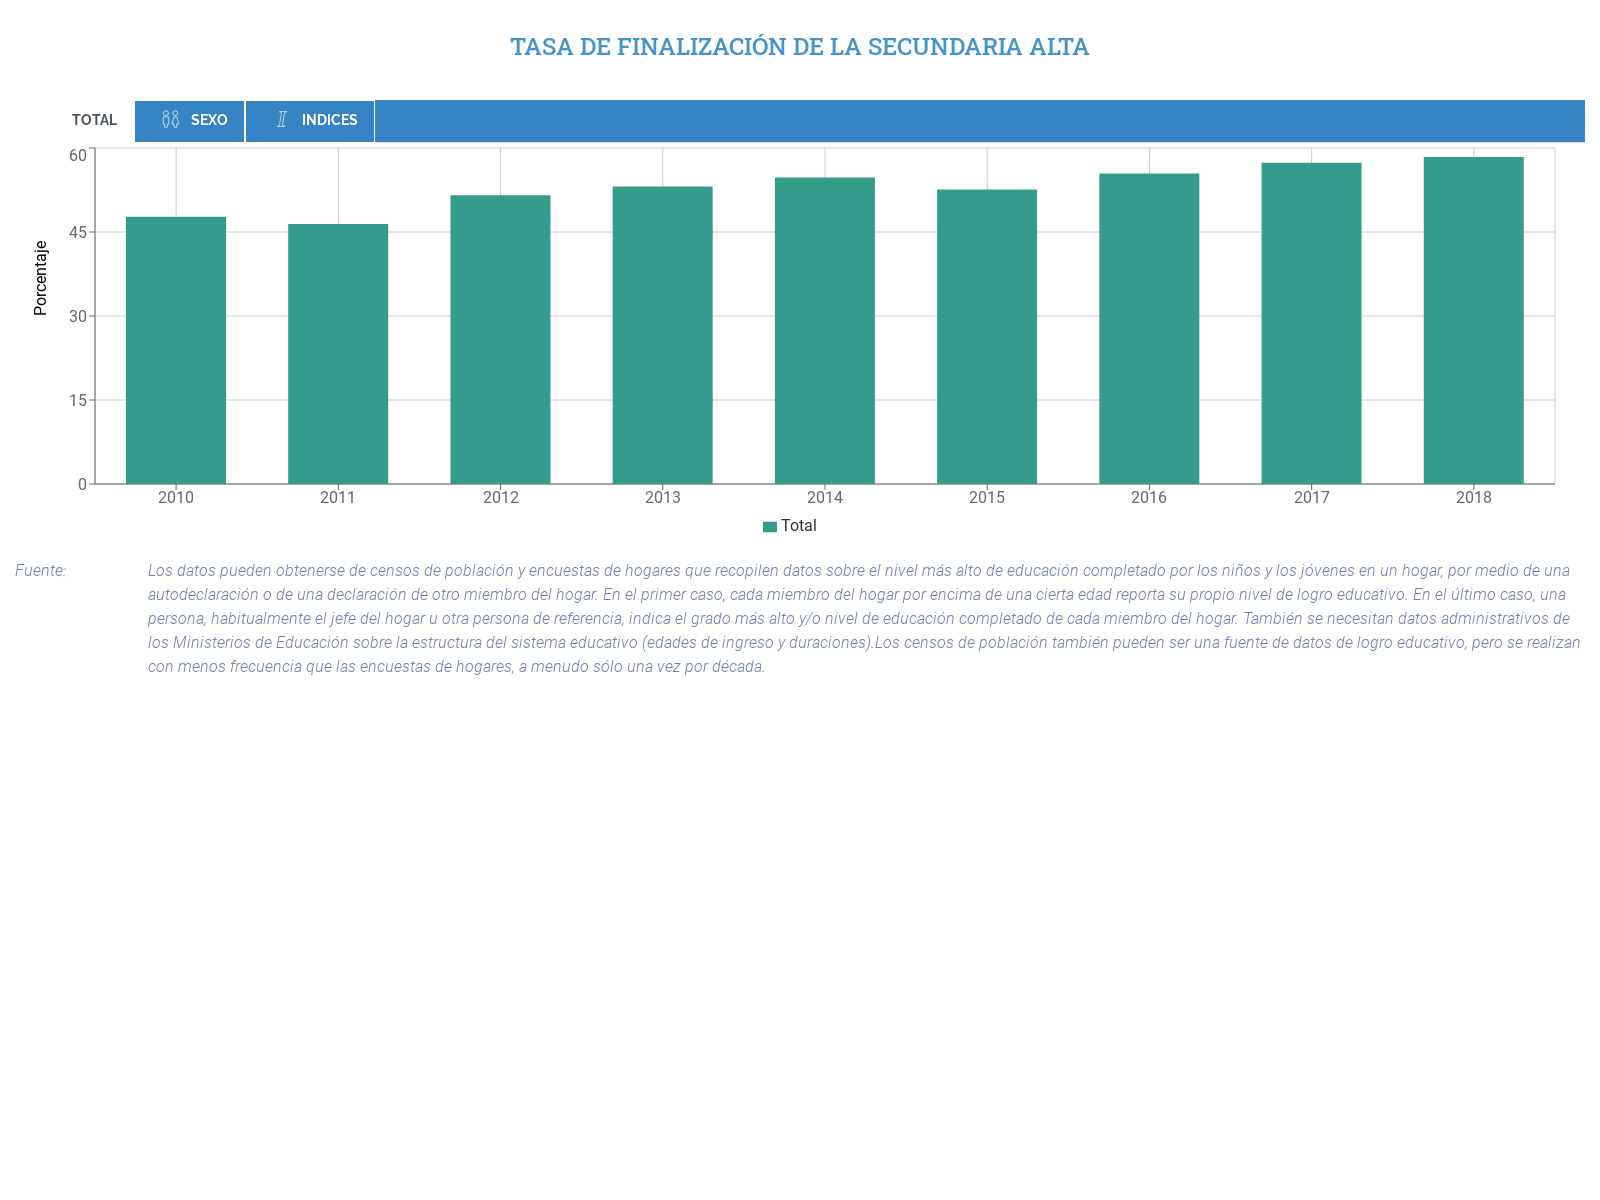 TASA DE FINALIZACIÓN DE LA SECUNDARIA ALTA
TOTAL SEXO INDICES
60
45
30
15
0
Porcentaje
2010 2011 2012 2013 2014 2015 2016 2017 2018
Total
Fuente: Los datos pueden obtenerse de censos de población y encuestas de hogares que recopilen datos sobre el nivel más alto de educación completado por los niños y los jóvenes en un hogar, por medio de una
autodeclaración o de una declaración de otro miembro del hogar. En el primer caso, cada miembro del hogar por encima de una cierta edad reporta su propio nivel de logro educativo. En el último caso, una
persona, habitualmente el jefe del hogar u otra persona de referencia, indica el grado más alto y/o nivel de educación completado de cada miembro del hogar. También se necesitan datos administrativos de
los Ministerios de Educación sobre la estructura del sistema educativo (edades de ingreso y duraciones).Los censos de población también pueden ser una fuente de datos de logro educativo, pero se realizan
con menos frecuencia que las encuestas de hogares, a menudo sólo una vez por década.